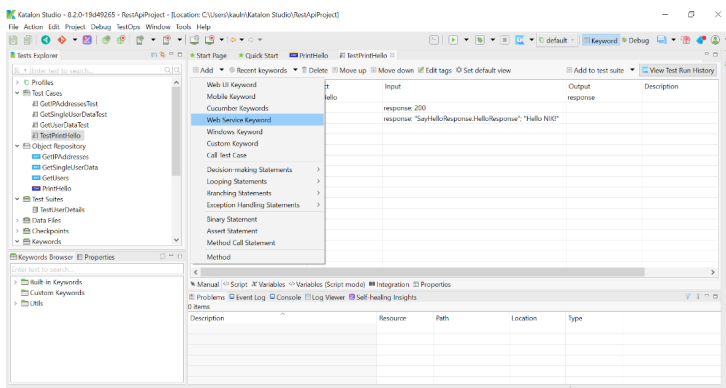 Katalon Studio - 8.2.0-19d49265 - RestApiProject - [Location: C:\Users\kauln\Katalon Studio\RestApiProject]
File Action Edit Project Debug TestOps Window Tools Help
default Keyword Debug
Tests Explorer
Enter text to search...
Profiles
Test Cases
GetIPAddressesTest
GetSingleUserDataTest
GetUserDataTest
TestPrintHello
Object Repository
GetIPAddresses
GetSingleUserData
GetUsers
PrintHello
Test Suites
TestUserDetails
Data Files
Checkpoints
Keywords
Keywords Browser Properties
Enter text to search...
Built-in Keywords
Custom Keywords
Utils
Start Page Quick Start PrintHello TestPrintHello
Add Recent keywords Delete Move up Move down Edit tags Set default view Add to test suite View Test Run History
Web UI Keyword
Mobile Keyword
Cucumber Keywords
Web Service Keyword
Windows Keyword
Custom Keyword
Call Test Case
Decision-making Statements
Looping Statements
Branching Statements
Exception Handling Statements
Binary Statement
Assert Statement
Method Call Statement
Method
Input Output Description
response
response; 200
response; "SayHelloResponse.HelloResponse"; "Hello NIK!"
Manual Script Variables Variables (Script mode) Integration Properties
Problems Event Log Console Log Viewer Self-healing Insights
0 items
Description Resource Path Location Type